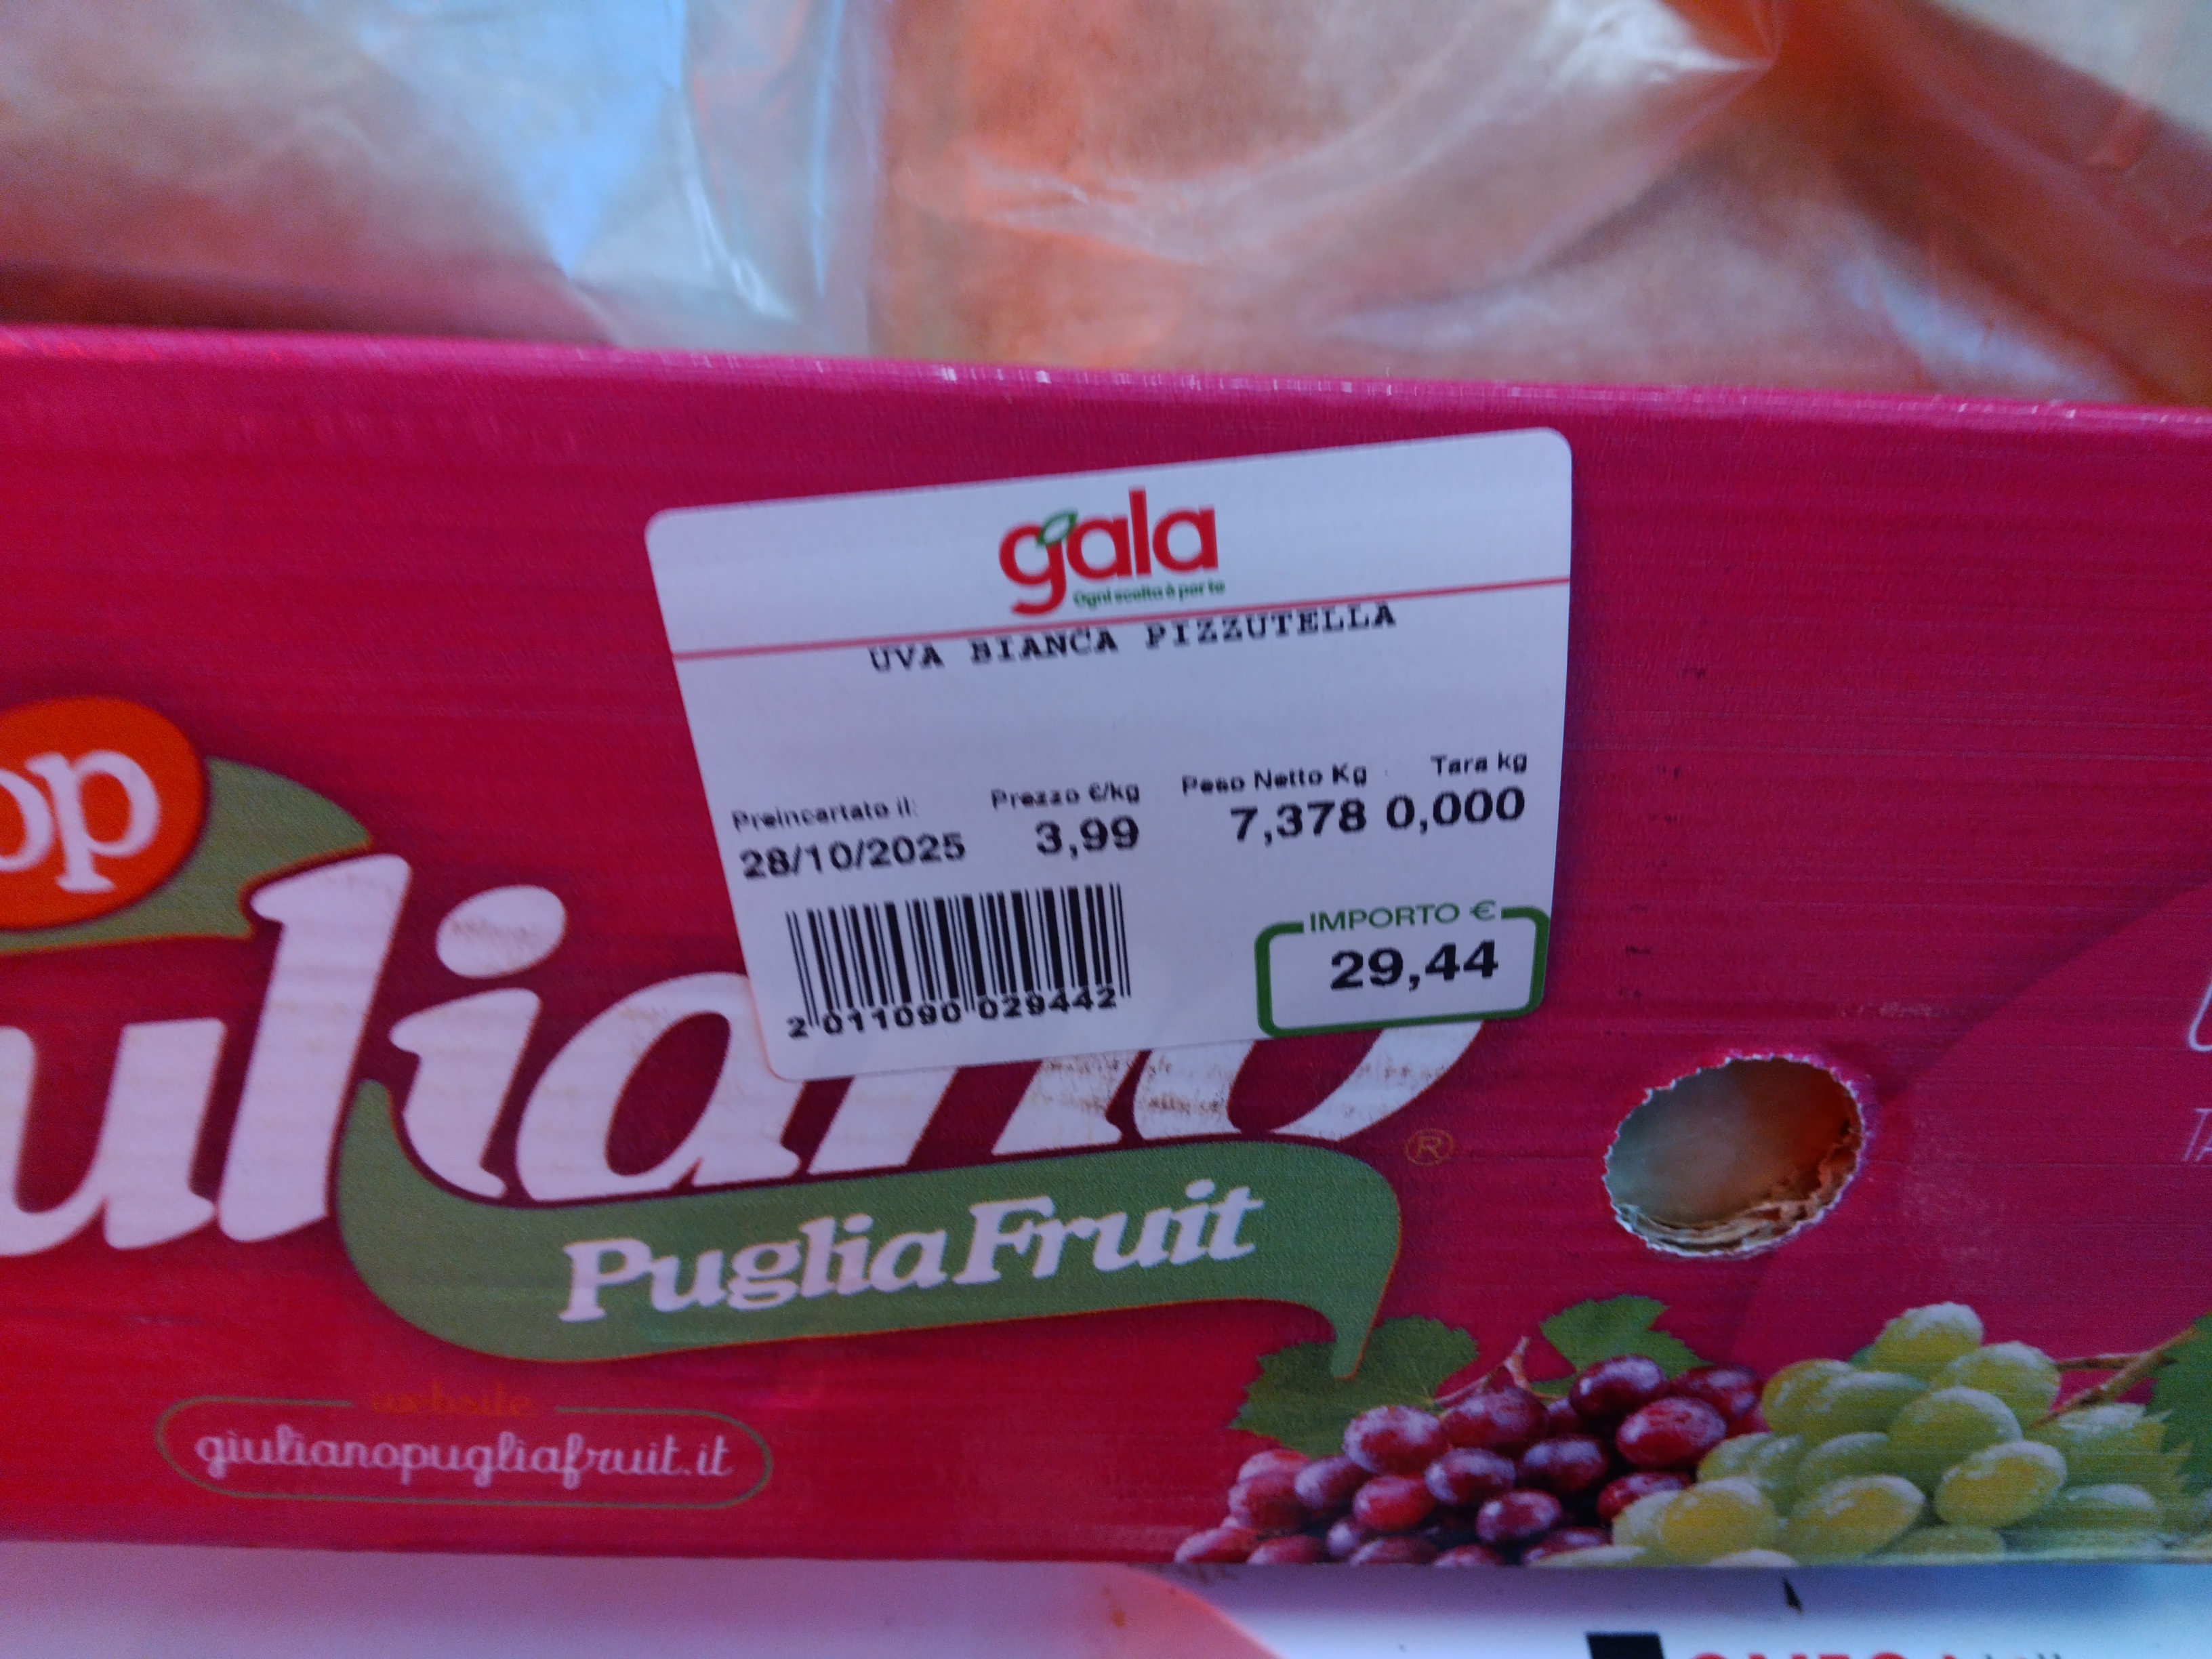 gala
Ogni scelta è per te
UVA BIANCA PIZZUTELLA
Preincartato il: Prezzo €/kg Peso Netto Kg Tara kg
28/10/2025 3,99 7,378 0,000
IMPORTO €
29,44
2 011090 029442
op
uliano
®
PugliaFruit
website
giulianopugliafruit.it